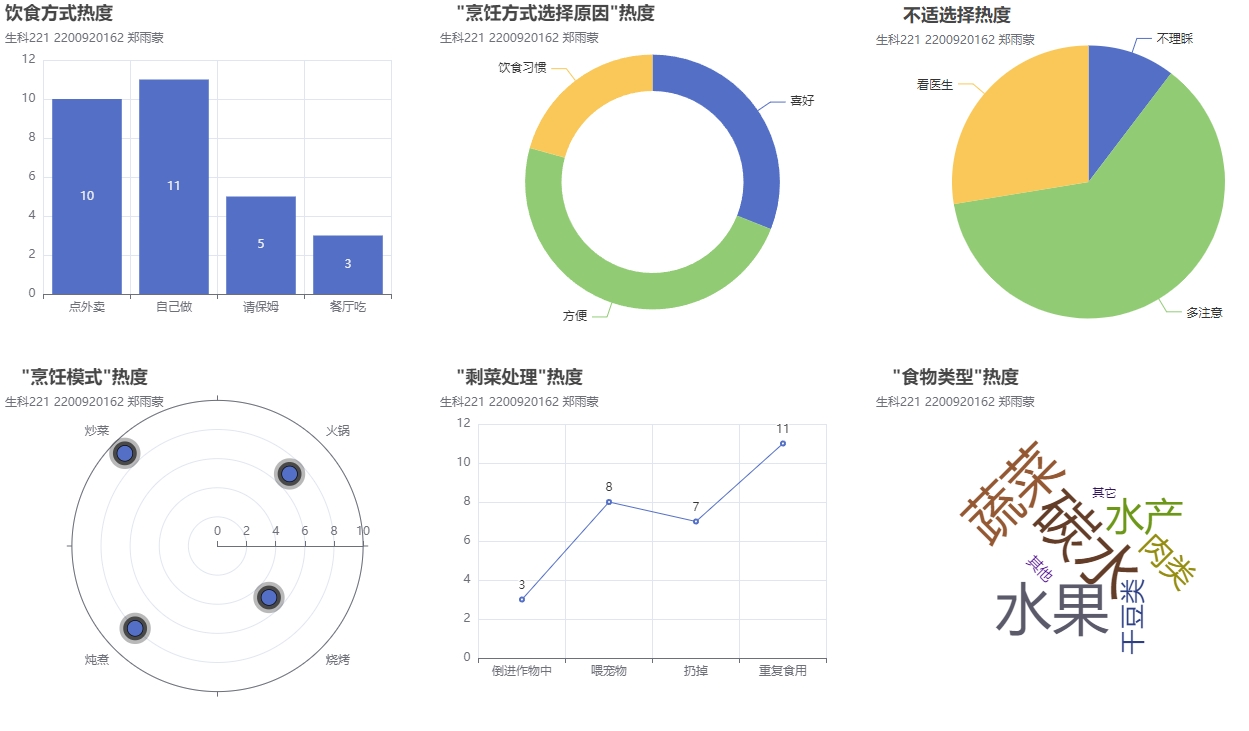 饮食方式热度
生科221 2200920162 郑雨蒙
12
10
8
6
4
2
0
10
11
5
3
点外卖
自己做
请保姆
餐厅吃
"烹饪方式选择原因"热度
生科221 2200920162 郑雨蒙
饮食习惯
喜好
方便
不适选择热度
生科221 2200920162 郑雨蒙
不理睬
看医生
多注意
"烹饪模式"热度
生科221 2200920162 郑雨蒙
炒菜
火锅
0 2 4 6 8 10
炖煮
烧烤
"剩菜处理"热度
生科221 2200920162 郑雨蒙
12
10
8
6
4
2
0
3
8
7
11
倒进作物中
喂宠物
扔掉
重复食用
"食物类型"热度
生科221 2200920162 郑雨蒙
蔬菜
碳水
其它
水产
肉类
其他
水果
干豆类